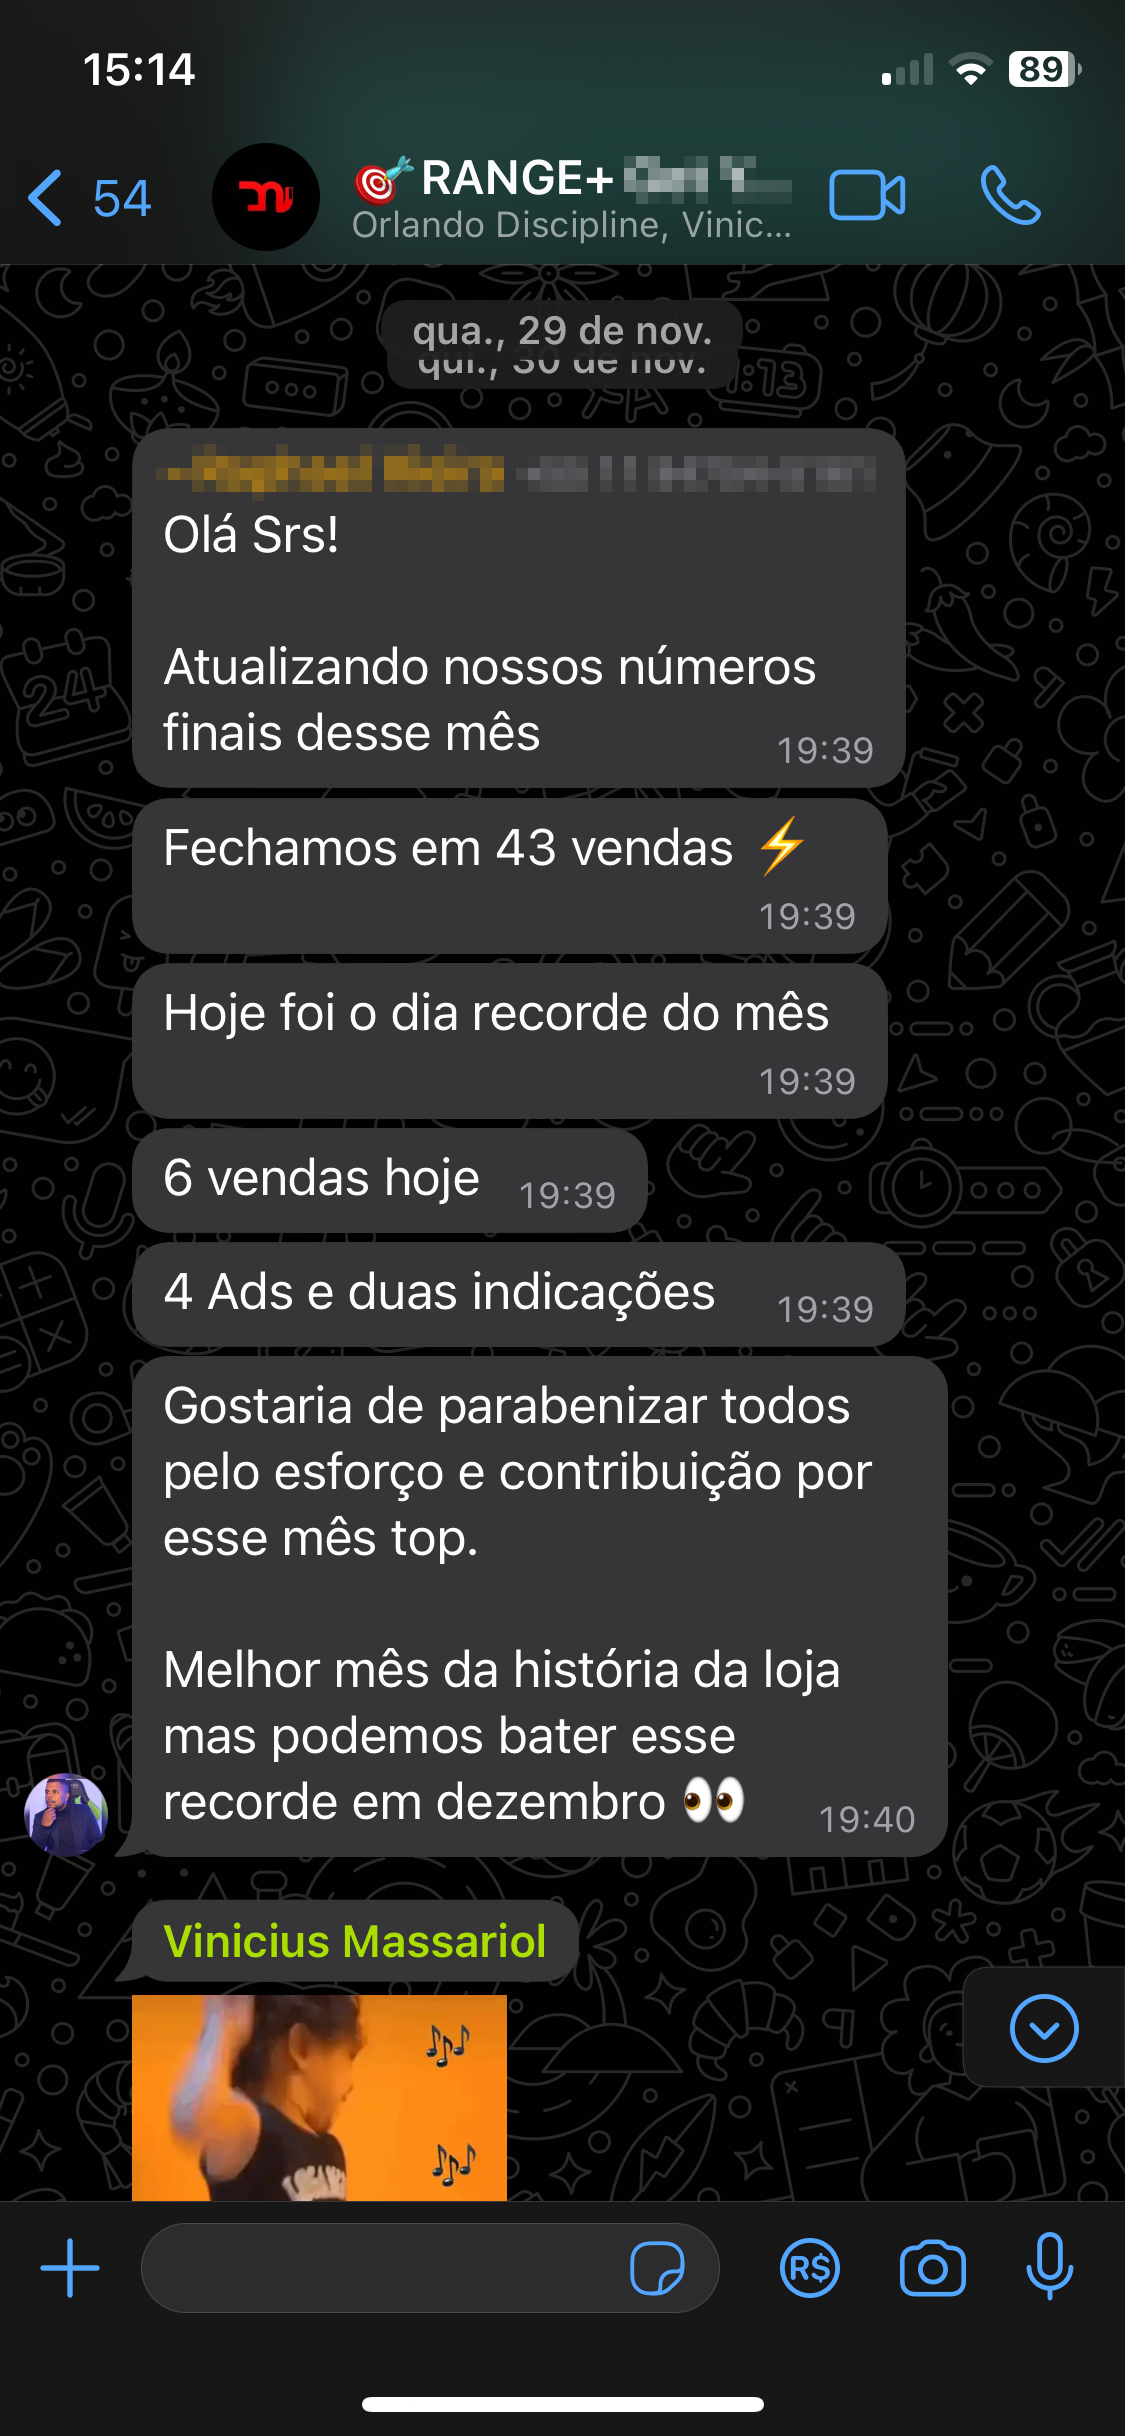 15:14
89
54
RANGE+
Orlando Discipline, Vinic...
qua., 29 de nov.
qui., 30 de nov.
Olá Srs!
Atualizando nossos números
finais desse mês
19:39
Fechamos em 43 vendas ⚡
19:39
Hoje foi o dia recorde do mês
19:39
6 vendas hoje 19:39
4 Ads e duas indicações 19:39
Gostaria de parabenizar todos
pelo esforço e contribuição por
esse mês top.
Melhor mês da história da loja
mas podemos bater esse
recorde em dezembro 👀
19:40
Vinicius Massariol
R$